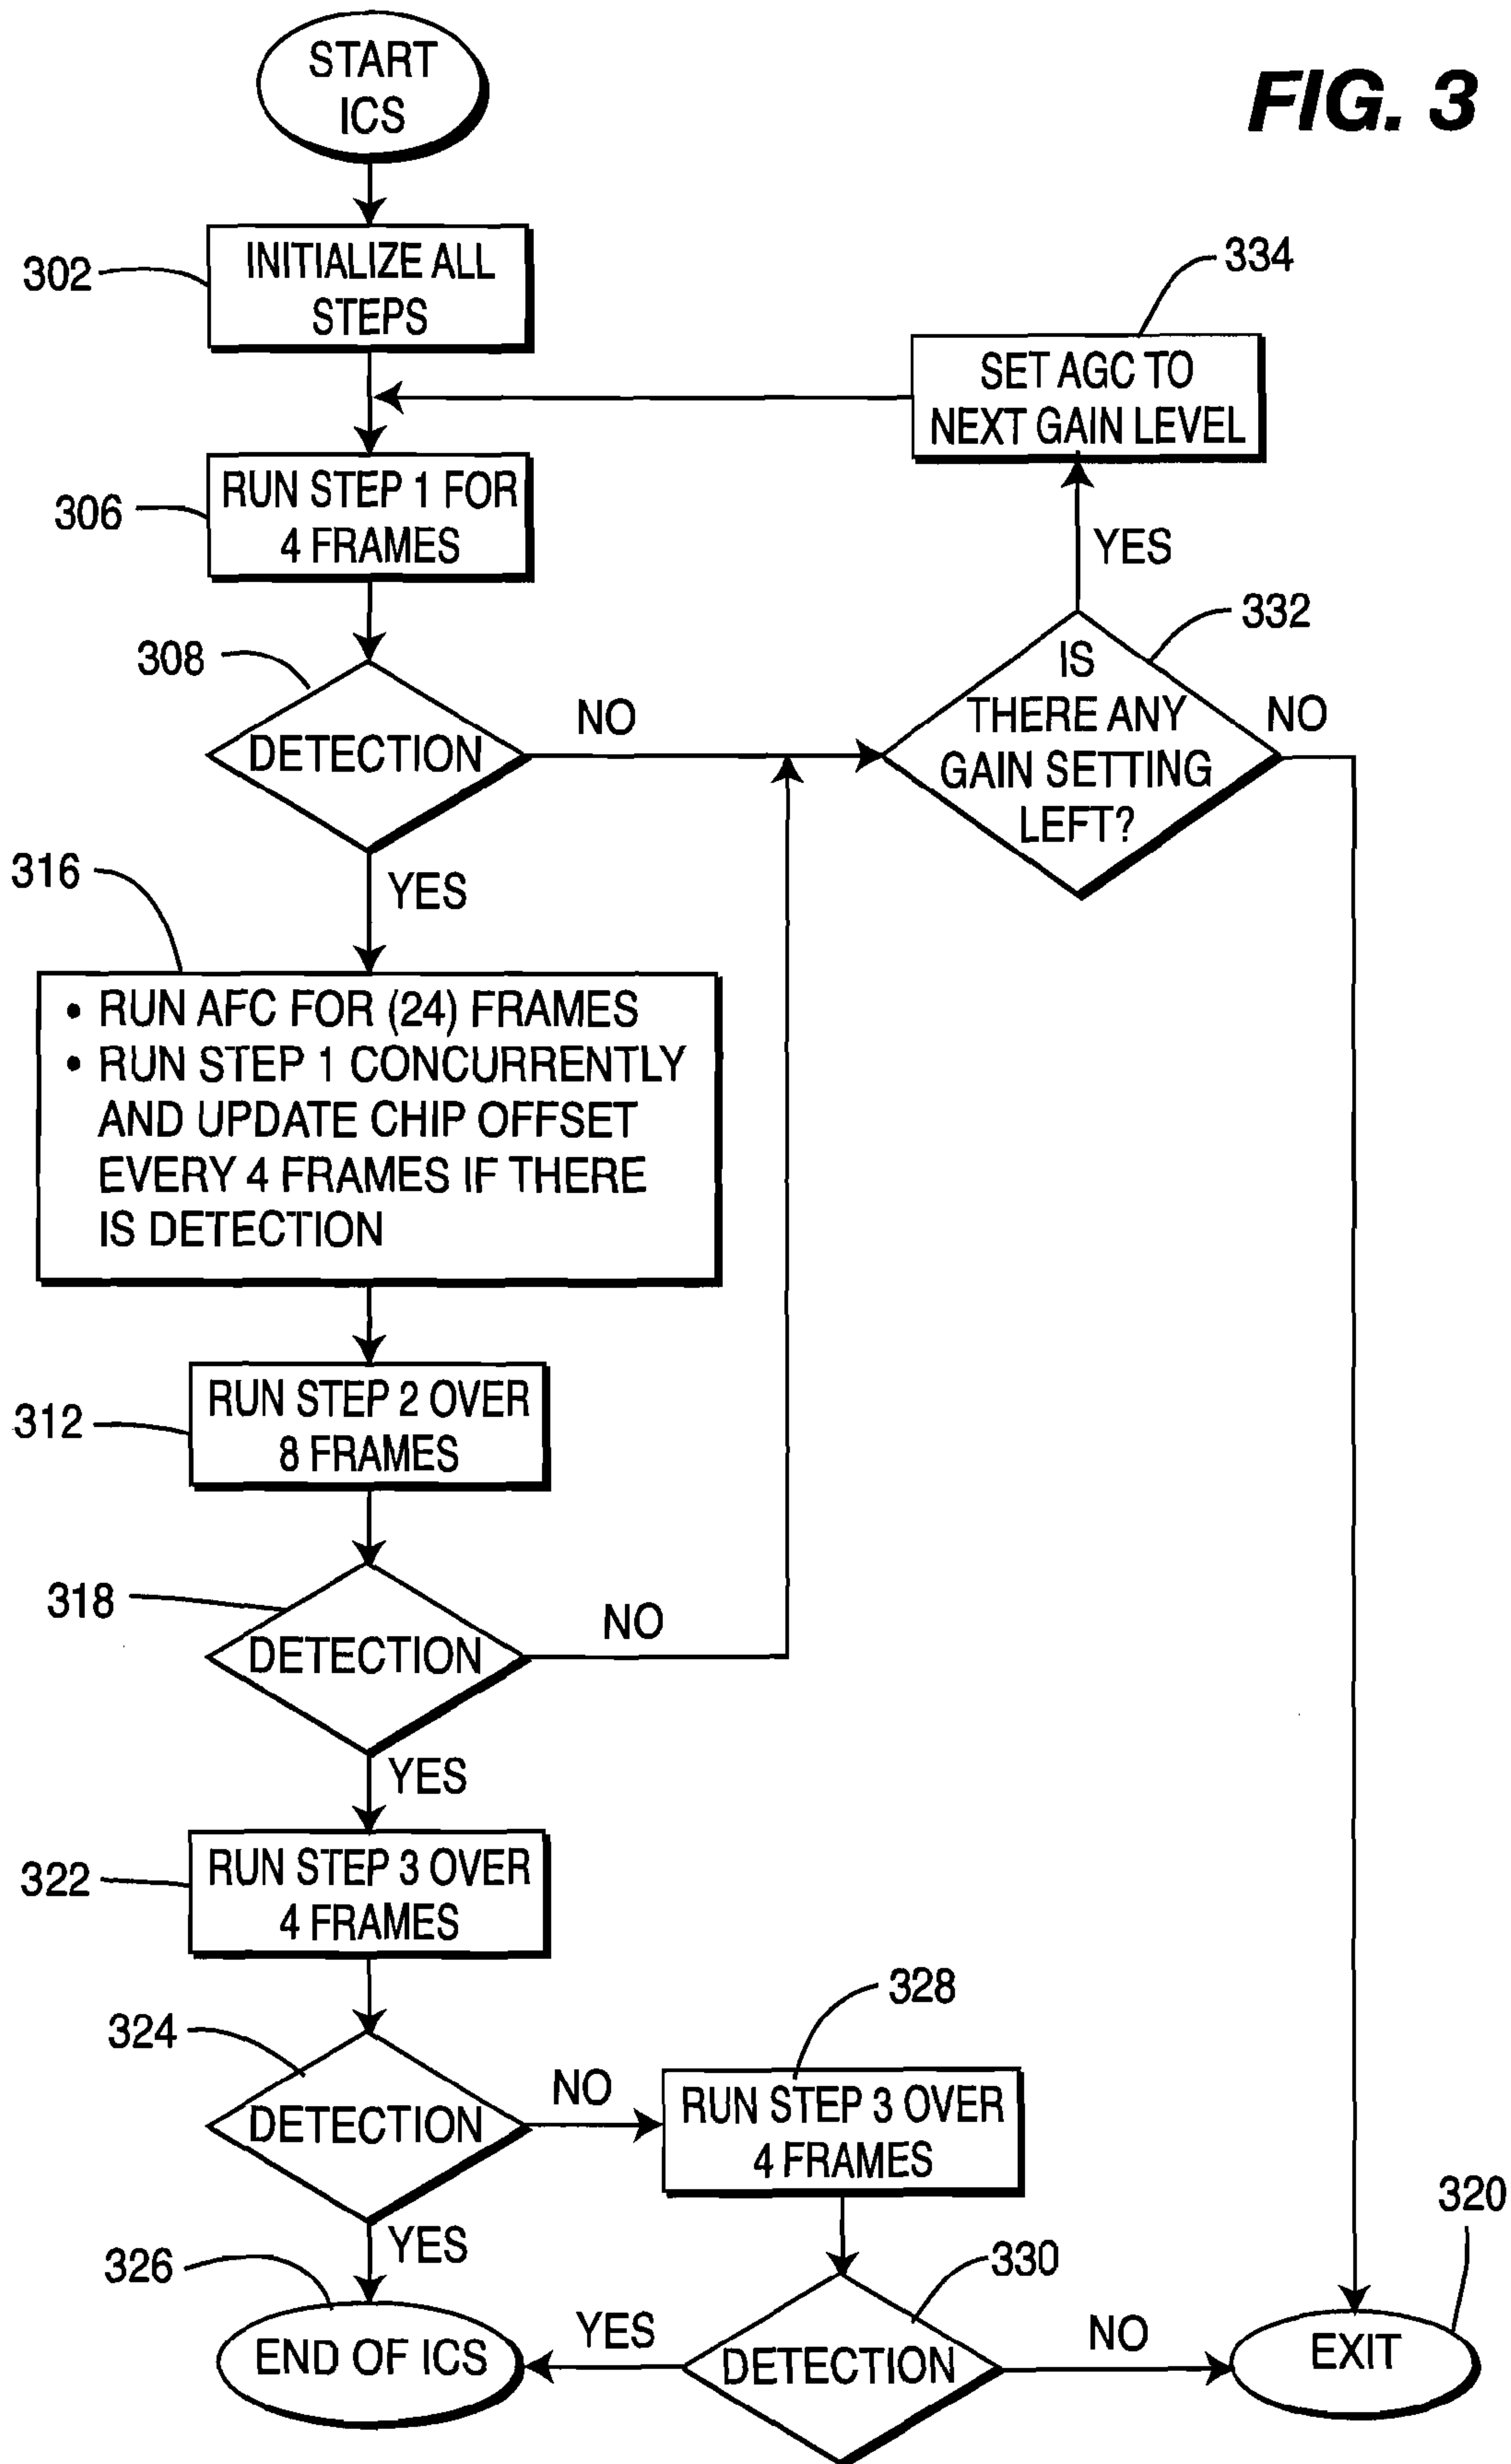 START
ICS
FIG. 3
302
INITIALIZE ALL
STEPS
334
SET AGC TO
NEXT GAIN LEVEL
306
RUN STEP 1 FOR
4 FRAMES
YES
332
308
DETECTION
NO
IS
THERE ANY
GAIN SETTING
LEFT?
NO
316
YES
• RUN AFC FOR (24) FRAMES
• RUN STEP 1 CONCURRENTLY
AND UPDATE CHIP OFFSET
EVERY 4 FRAMES IF THERE
IS DETECTION
312
RUN STEP 2 OVER
8 FRAMES
318
DETECTION
NO
YES
322
RUN STEP 3 OVER
4 FRAMES
324
DETECTION
NO
328
RUN STEP 3 OVER
4 FRAMES
YES
326
END OF ICS
330
YES
DETECTION
NO
320
EXIT